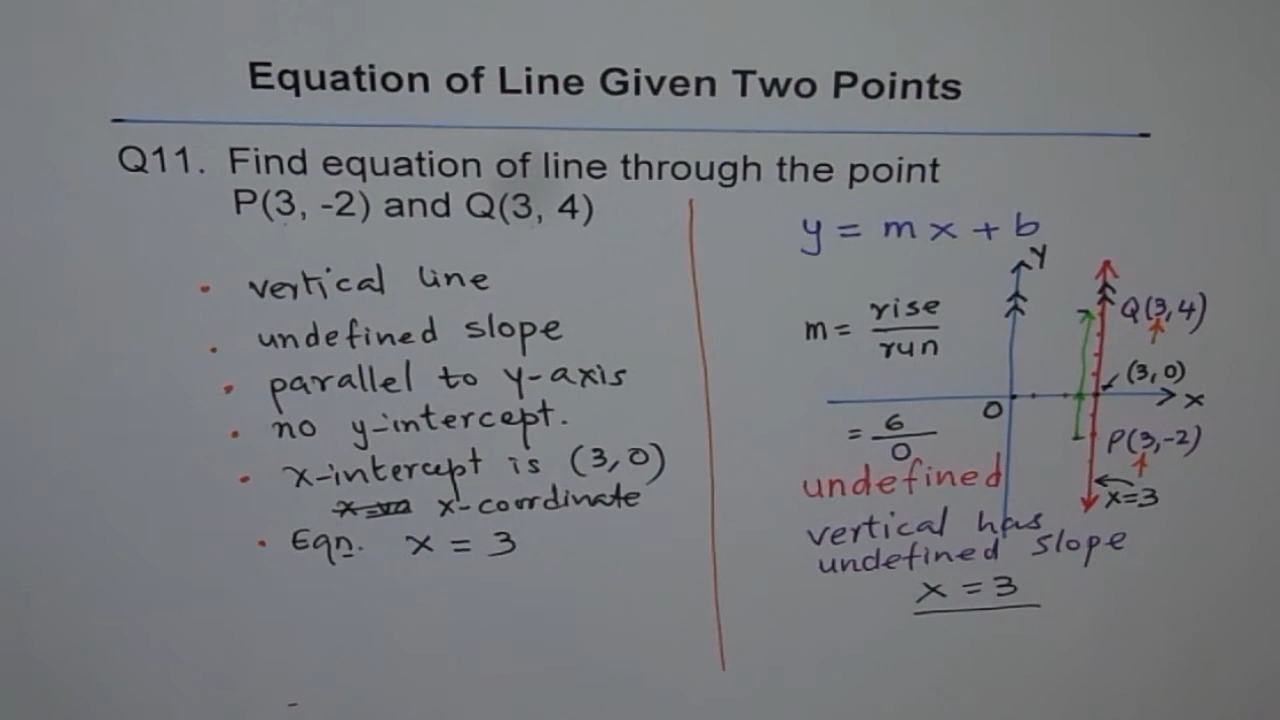 Equation of Line Given Two Points
Q11. Find equation of line through the point
P(3, -2) and Q(3, 4)
• vertical line
• undefined slope
• parallel to y-axis
• no y-intercept.
• x-intercept is (3, 0)
x-coordinate
• Eqn. x = 3
y = mx + b
m = rise
run
= 6
0
undefined
vertical has
undefined slope
x = 3
Y
Q(3, 4)
(3, 0)
O
x
P(3, -2)
x=3